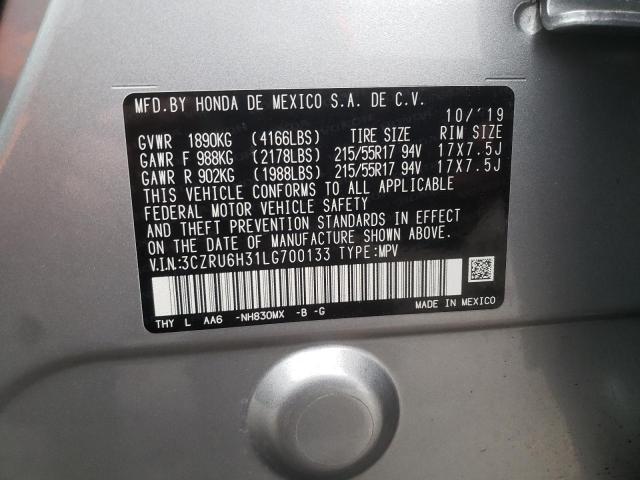 MFD.BY HONDA DE MEXICO S.A. DE C.V.
10/'19
GVWR 1890KG (4166LBS) TIRE SIZE RIM SIZE
GAWR F 988KG (2178LBS) 215/55R17 94V 17X7.5J
GAWR R 902KG (1988LBS) 215/55R17 94V 17X7.5J
THIS VEHICLE CONFORMS TO ALL APPLICABLE
FEDERAL MOTOR VEHICLE SAFETY
AND THEFT PREVENTION STANDARDS IN EFFECT
ON THE DATE OF MANUFACTURE SHOWN ABOVE.
V.I.N:3CZRU6H31LG700133 TYPE:MPV
MADE IN MEXICO
THY L AA6 -NH830MX -B -G